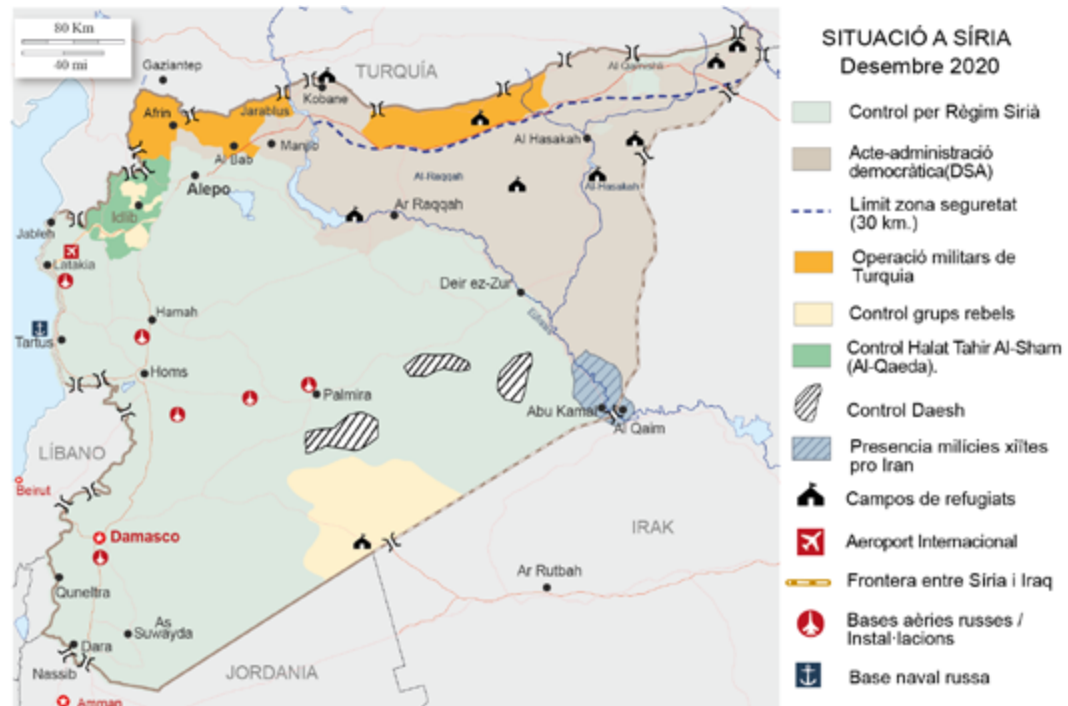 80 Km
40 mi
Gaziantep
TURQUÍA
Kobane
Al Qamishli
Afrin
Jarablus
Al Bab
Manjib
Al Hasakah
Alepo
Al-Raqqah
Al-Hasakah
Idlib
Ar Raqqah
Jableh
Latakia
Deir ez-Zur
Hamah
Tartus
Homs
Palmira
Abu Kamal
Al Qaim
LÍBANO
Beirut
IRAK
Damasco
Ar Rutbah
Quneltra
As
Suwayda
Dara
Nassib
JORDANIA
Amman
SITUACIÓ A SÍRIA
Desembre 2020
Control per Règim Sirià
Acte-administració
democràtica(DSA)
Límit zona seguretat
(30 km.)
Operació militars de
Turquia
Control grups rebels
Control Halat Tahir Al-Sham
(Al-Qaeda).
Control Daesh
Presencia milícies xiïtes
pro Iran
Campos de refugiats
Aeroport Internacional
Frontera entre Síria i Iraq
Bases aèries russes /
Instal·lacions
Base naval russa